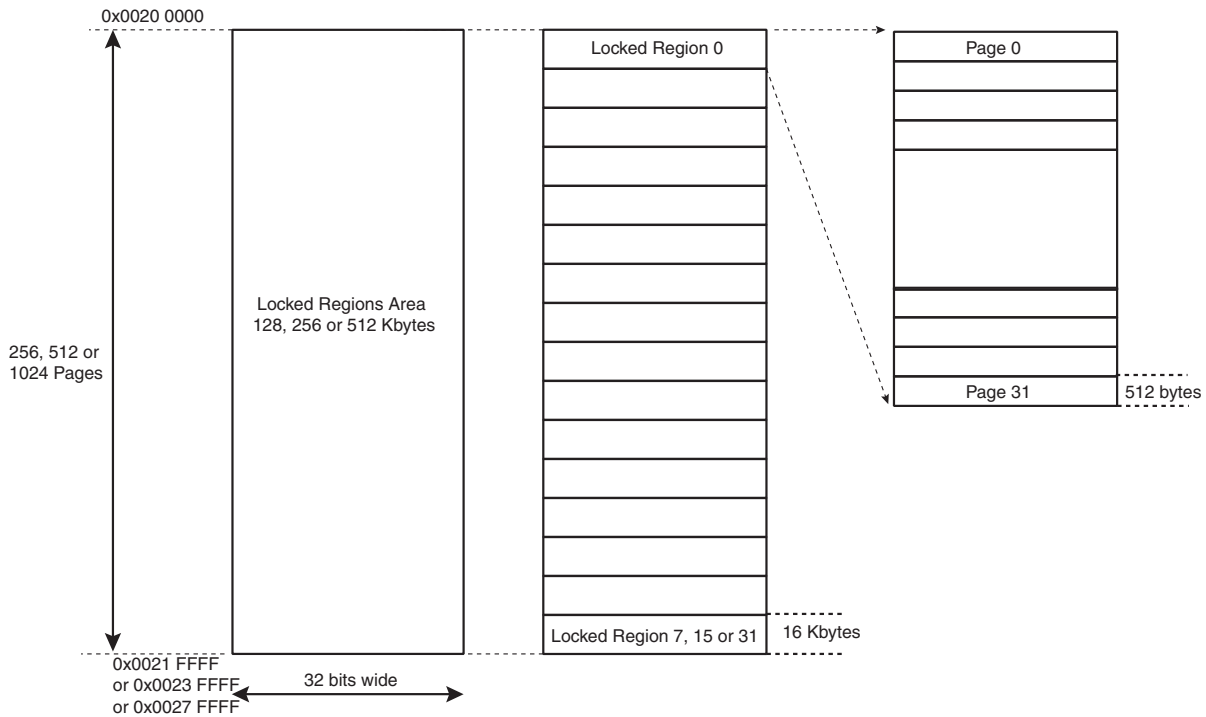 0x0020 0000
Locked Region 0
Page 0
Locked Regions Area
128, 256 or 512 Kbytes
256, 512 or
1024 Pages
Page 31
512 bytes
Locked Region 7, 15 or 31
16 Kbytes
0x0021 FFFF
or 0x0023 FFFF
or 0x0027 FFFF
32 bits wide